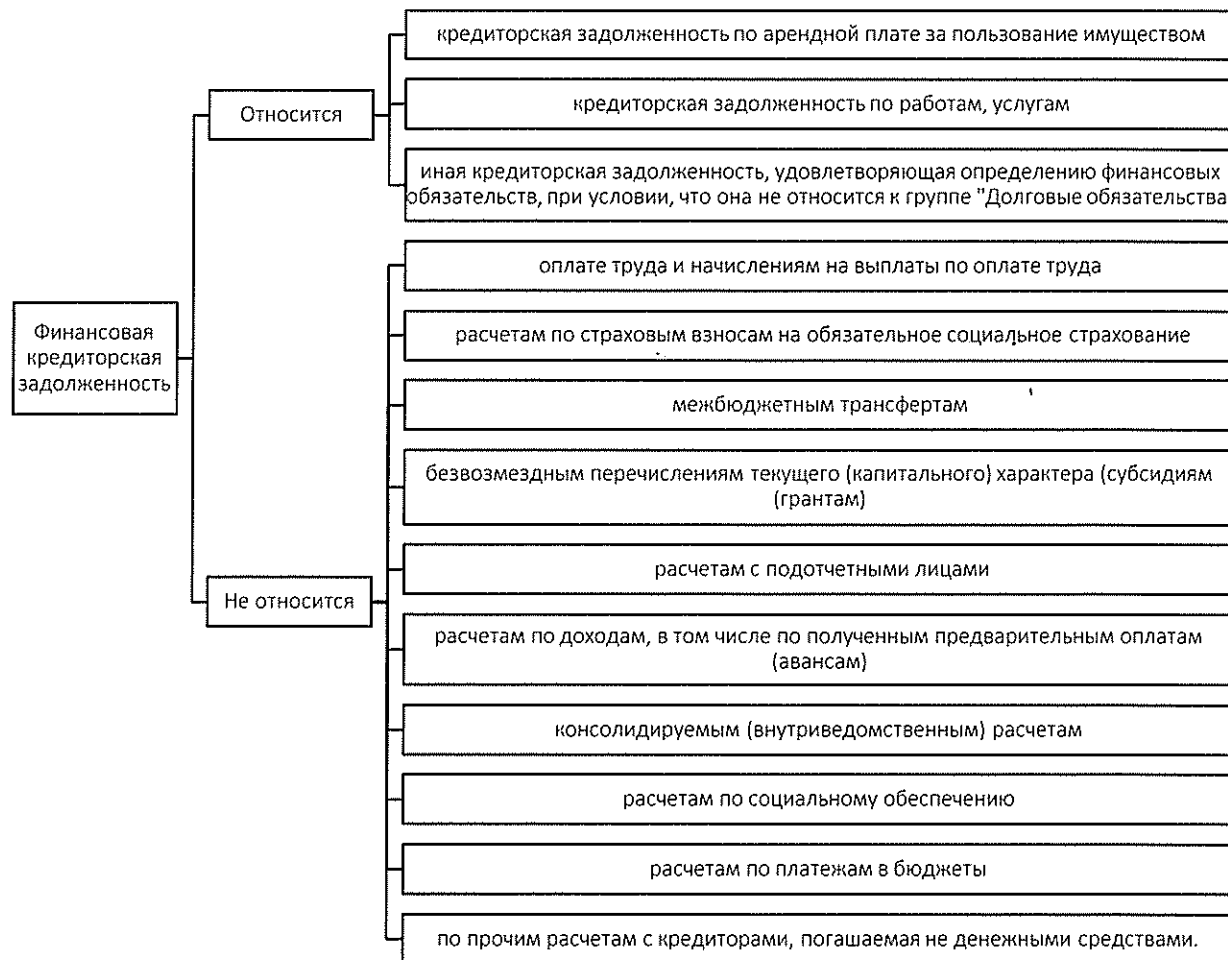 кредиторская задолженность по арендной плате за пользование имуществом
Относится
кредиторская задолженность по работам, услугам
иная кредиторская задолженность, удовлетворяющая определению финансовых
обязательств, при условии, что она не относится к группе "Долговые обязательства
оплате труда и начислениям на выплаты по оплате труда
Финансовая
кредиторская
задолженность
расчетам по страховым взносам на обязательное социальное страхование
межбюджетным трансфертам
безвозмездным перечислениям текущего (капитального) характера (субсидиям
(грантам)
Не относится
расчетам с подотчетными лицами
расчетам по доходам, в том числе по полученным предварительным оплатам
(авансам)
консолидируемым (внутриведомственным) расчетам
расчетам по социальному обеспечению
расчетам по платежам в бюджеты
по прочим расчетам с кредиторами, погашаемая не денежными средствами.